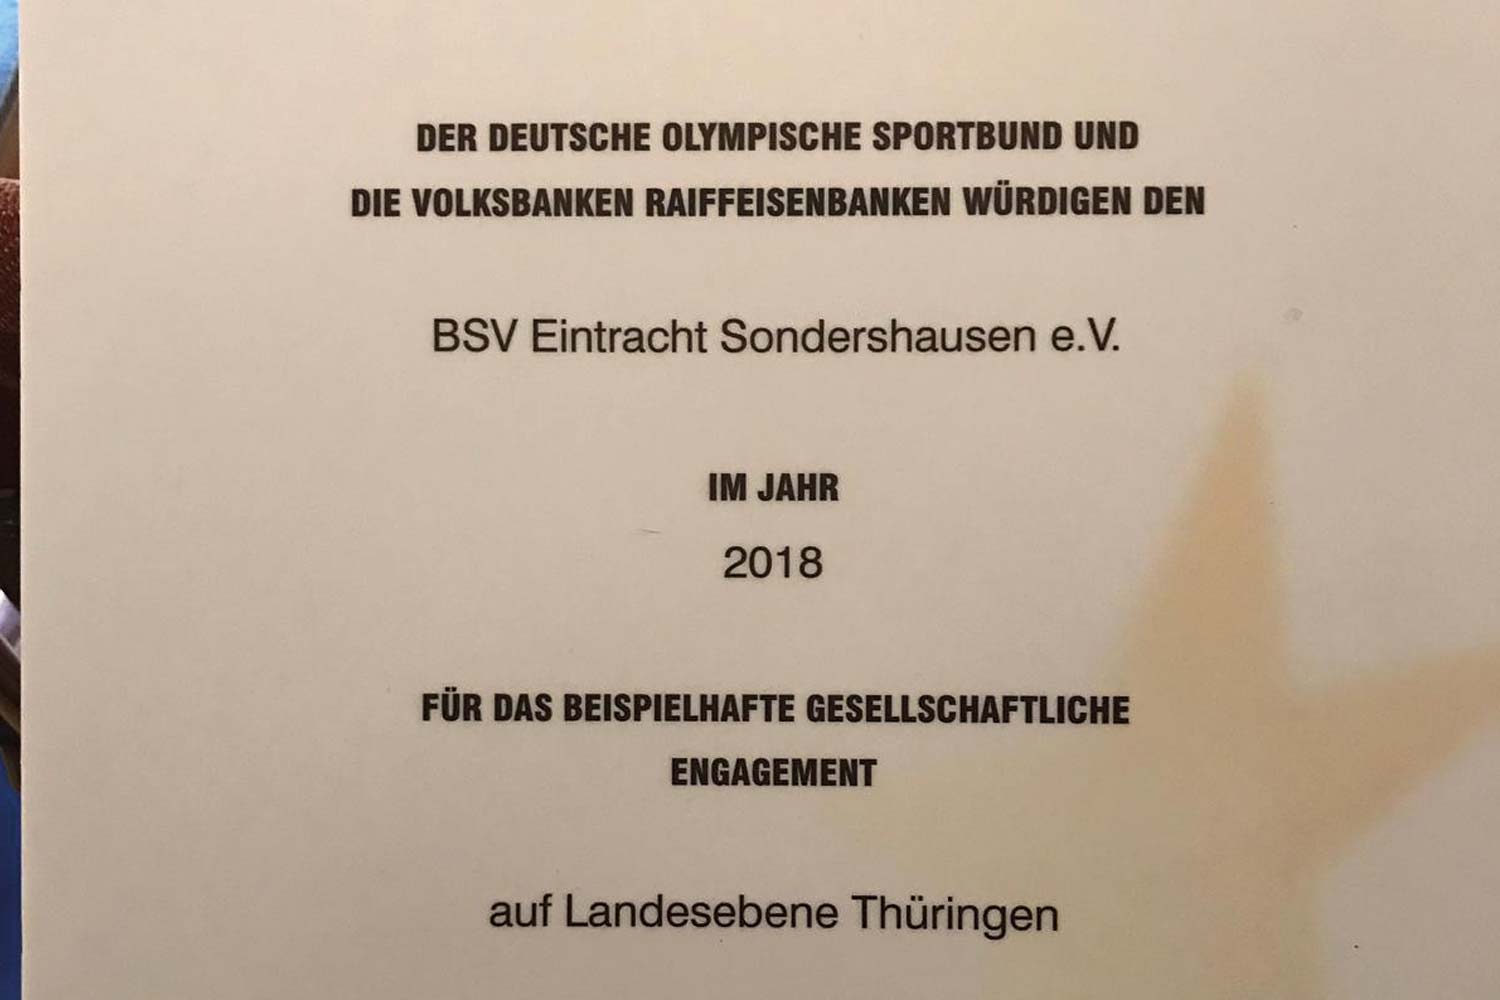 DER DEUTSCHE OLYMPISCHE SPORTBUND UND
DIE VOLKSBANKEN RAIFFEISENBANKEN WÜRDIGEN DEN
BSV Eintracht Sondershausen e.V.
IM JAHR
2018
FÜR DAS BEISPIELHAFTE GESELLSCHAFTLICHE
ENGAGEMENT
auf Landesebene Thüringen